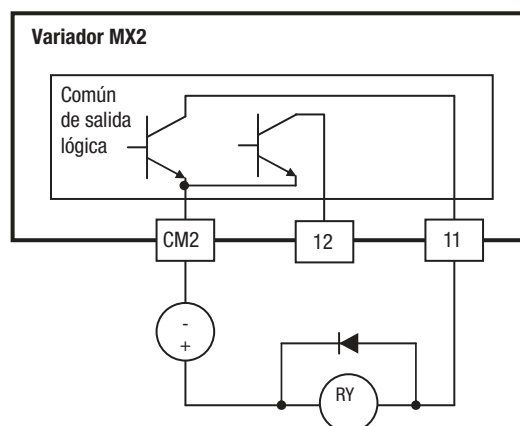 Variador MX2
Común
de salida
lógica
CM2
12
11
-
+
RY